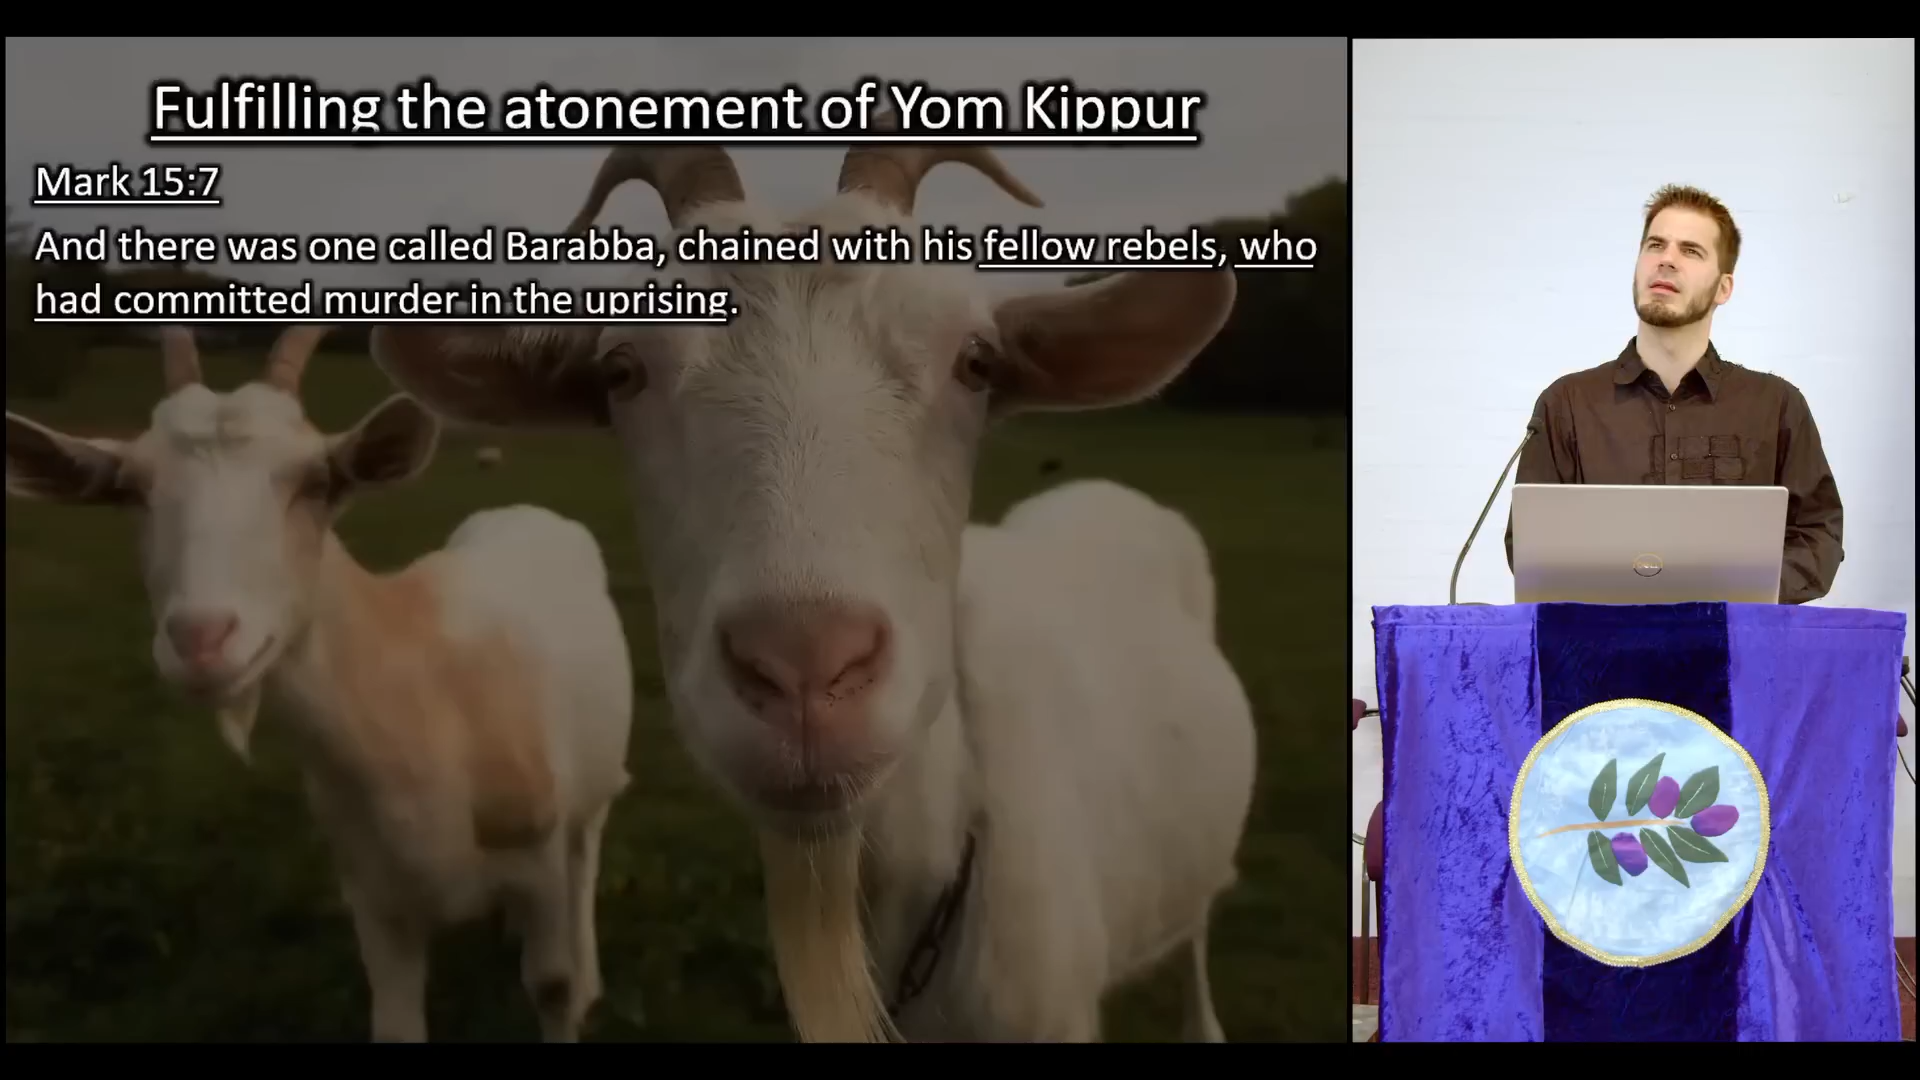 Fulfilling the atonement of Yom Kippur
Mark 15:7
And there was one called Barabba, chained with his fellow rebels, who
had committed murder in the uprising.
DELL